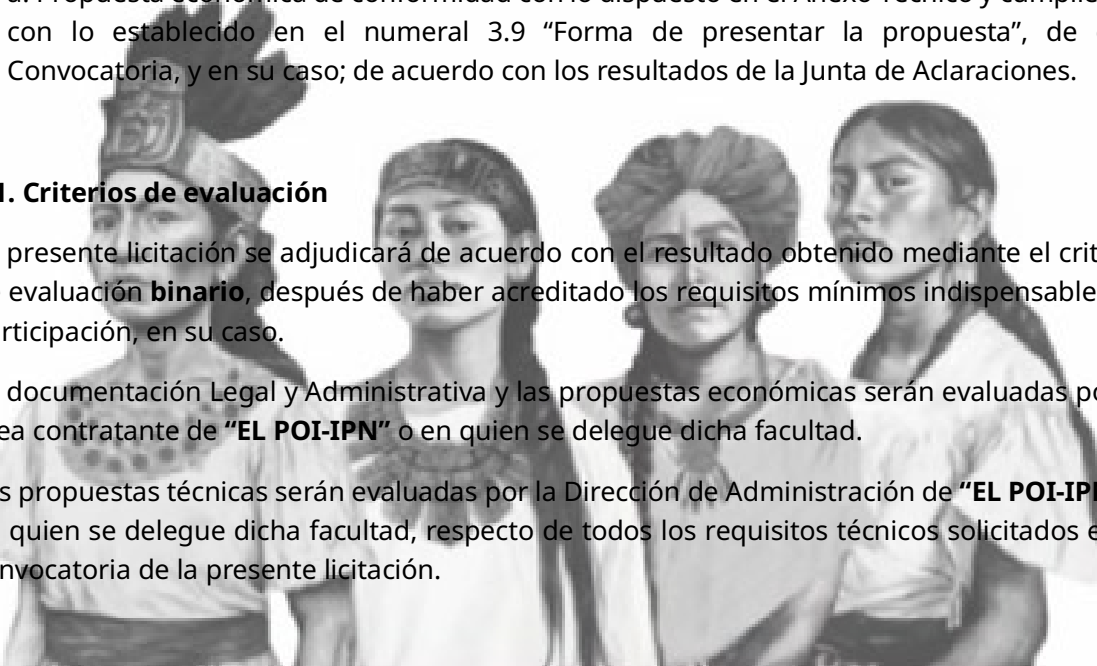 Propuesta económica de conformidad con lo dispuesto en el Anexo Técnico y
con lo establecido en el numeral 3.9 “Forma de presentar la propuesta”, de
Convocatoria, y en su caso; de acuerdo con los resultados de la Junta de Aclaraciones.
. Criterios de evaluación
presente licitación se adjudicará de acuerdo con el resultado obtenido mediante el
evaluación binario, después de haber acreditado los requisitos mínimos
rticipación, en su caso.
documentación Legal y Administrativa y las propuestas económicas serán evaluadas
ea contratante de “EL POI-IPN” o en quien se delegue dicha facultad.
s propuestas técnicas serán evaluadas por la Dirección de Administración de “EL
quien se delegue dicha facultad, respecto de todos los requisitos técnicos solicitados
nvocatoria de la presente licitación.